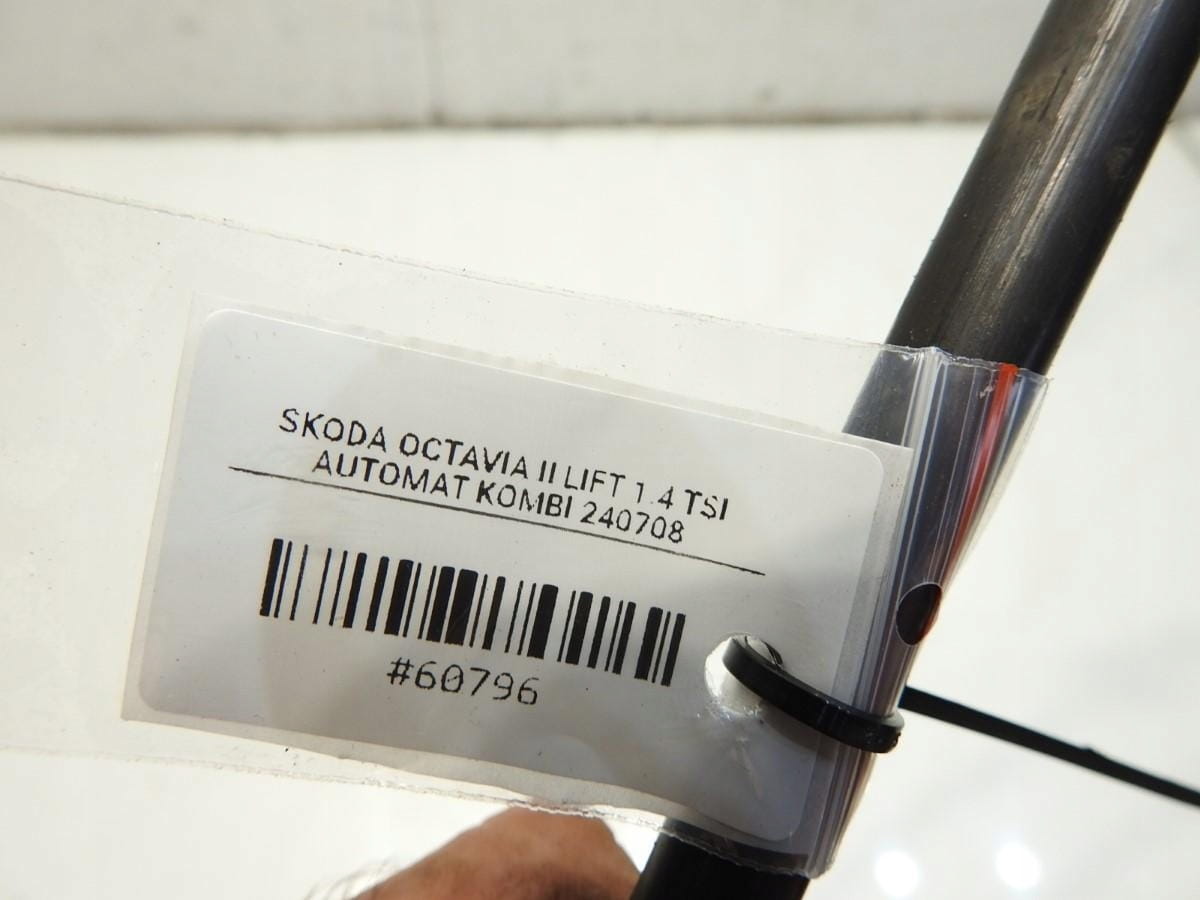 SKODA OCTAVIA II LIFT 1.4 TSI
AUTOMAT KOMBI 240708
#60796